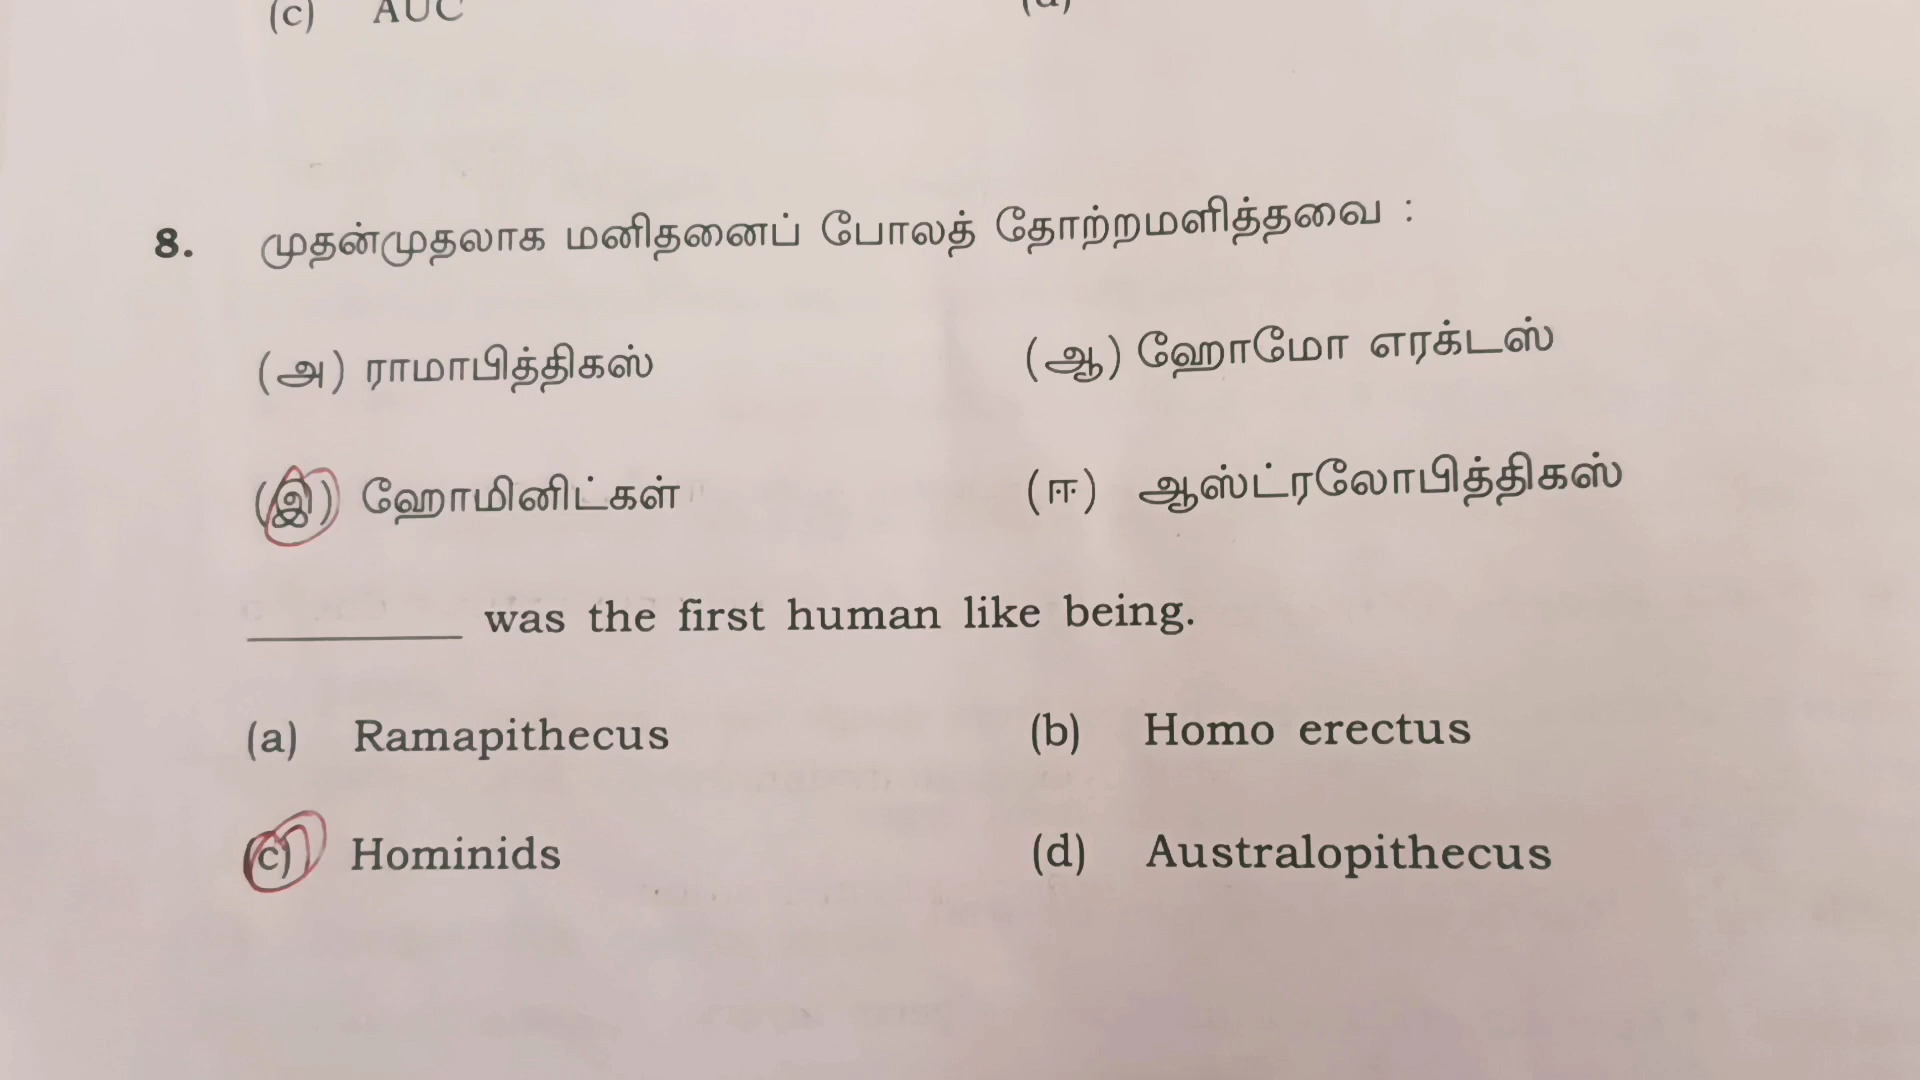 (c) AUC
8. முதன்முதலாக மனிதனைப் போலத் தோற்றமளித்தவை :
(அ) ராமாபித்திகஸ் (ஆ) ஹோமோ எரக்டஸ்
(இ) ஹோமினிட்கள் (ஈ) ஆஸ்ட்ரலோபித்திகஸ்
__________ was the first human like being.
(a) Ramapithecus (b) Homo erectus
(c) Hominids (d) Australopithecus